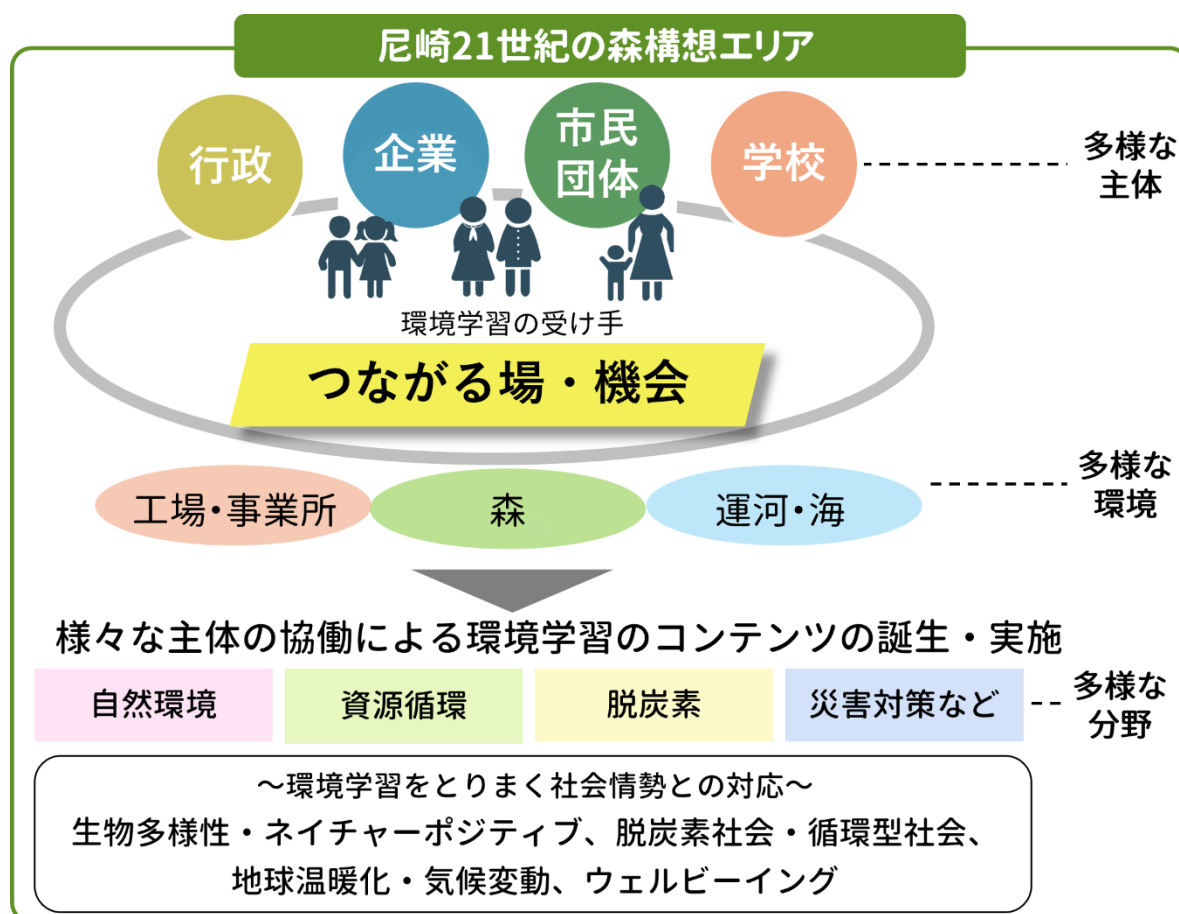 尼崎21世紀の森構想エリア
行政
企業
市民
団体
学校
多様な
主体
環境学習の受け手
つながる場・機会
工場・事業所
森
運河・海
多様な
環境
様々な主体の協働による環境学習のコンテンツの誕生・実施
自然環境
資源循環
脱炭素
災害対策など
多様な
分野
～環境学習をとりまく社会情勢との対応～
生物多様性・ネイチャーポジティブ、脱炭素社会・循環型社会、
地球温暖化・気候変動、ウェルビーイング